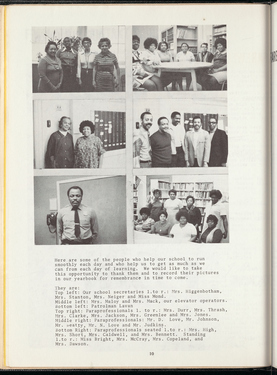 Here are some of the people who help our school to run
smoothly each day and who help us to get as much as we
can from each day of learning. We would like to take
this opportunity to thank them and to record their pictures
in our yearbook for remembrance in time to come.
They are:
Top left: Our school secretaries l.to r.: Mrs. Higgenbotham,
Mrs. Stanton, Mrs. Heiger and Miss Mond.
Middle left: Mrs. Maloy and Mrs. Mack, our elevator operators.
bottom left: Patrolman Laven
Top right: Paraprofessionals l. to r.: Mrs. Durr, Mrs. Thrash,
Mrs. Clarke, Mrs. Jackson, Mrs. Greenlee and Mrs. Jones.
Middle right: Paraprofessionals: Mr. D. Love, Mr. Johnson,
Mr. Mr. N. Love and Mr. Judkins.
Bottom Right: Paraprofessionals seated l.to r.: Mrs. High,
Mrs. Short, Mrs. Caldwell and Mrs. Bennett. Standing
l.to r.: Miss Bright, Mrs. McCray, Mrs. Copeland, and
Mrs. Dawson.